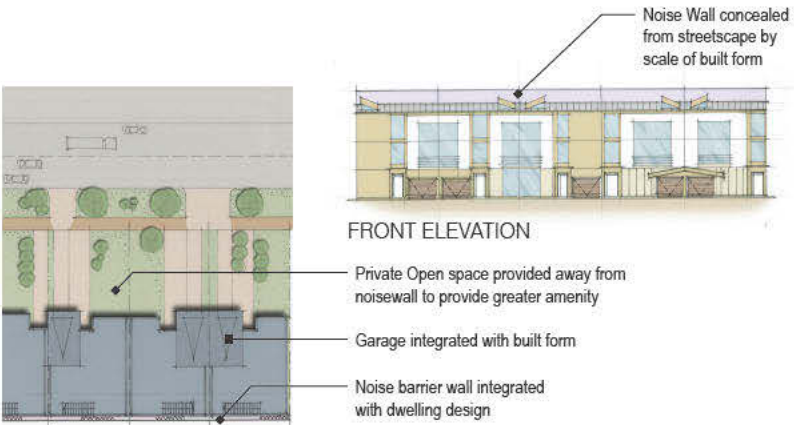 Noise Wall concealed
from streetscape by
scale of built form
FRONT ELEVATION
Private Open space provided away from
noisewall to provide greater amenity
Garage integrated with built form
Noise barrier wall integrated
with dwelling design